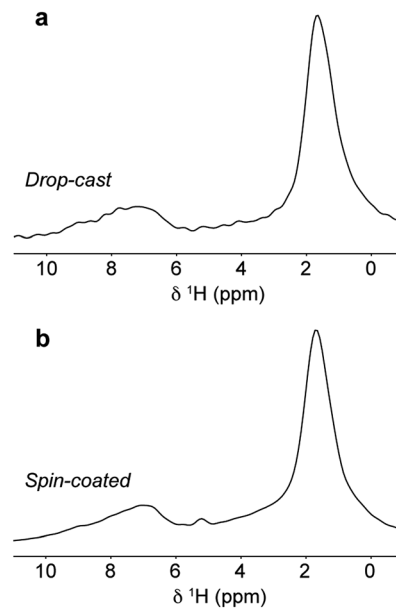 a
Drop-cast
10 8 6 4 2 0
δ ¹H (ppm)
b
Spin-coated
10 8 6 4 2 0
δ ¹H (ppm)